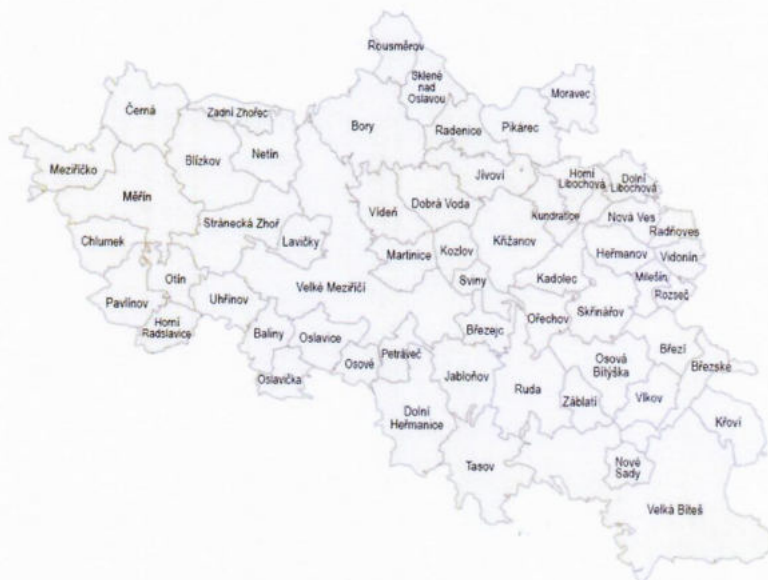 Rousměrov
Sklené
nad
Oslavou
Moravec
Černá
Zadní Zhořec
Bory
Radenice
Pikárec
Meziříčko
Blízkov
Netín
Měřín
Jívoví
Horní
Libochová
Dolní
Libochová
Vídeň
Dobrá Voda
Kundratice
Nová Ves
Radňoves
Stránecká Zhoř
Lavičky
Chlumek
Martinice
Kozlov
Křižanov
Heřmanov
Vidonín
Otín
Velké Meziříčí
Sviny
Kadolec
Milešín
Rozseč
Pavlínov
Uhřínov
Horní
Radslavice
Baliny
Oslavice
Březejc
Ořechov
Skřinářov
Březí
Březské
Oslavička
Osové
Petráveč
Jabloňov
Ruda
Osová
Bítýška
Záblatí
Vlkov
Křoví
Dolní
Heřmanice
Tasov
Nové
Sady
Velká Bíteš